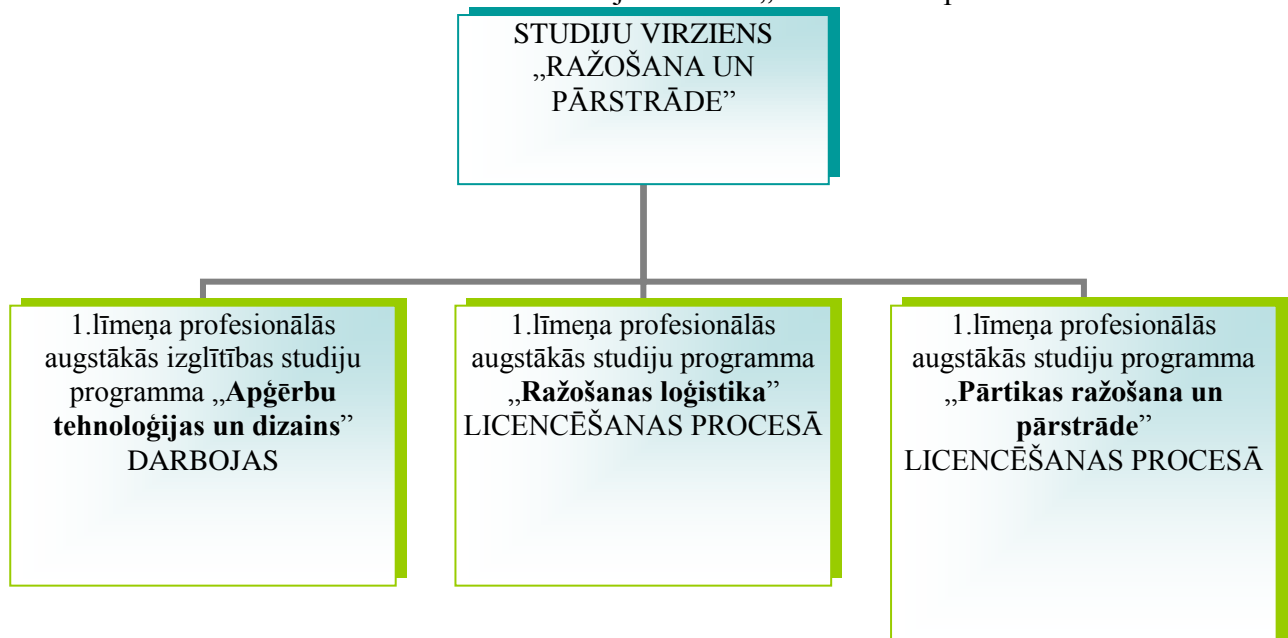 STUDIJU VIRZIENS
„RAŽOŠANA UN
PĀRSTRĀDE”
1.līmeņa profesionālās
augstākās izglītības studiju
programma „Apģērbu
tehnoloģijas un dizains”
DARBOJAS
1.līmeņa profesionālās
augstākās studiju programma
„Ražošanas loģistika”
LICENCĒŠANAS PROCESĀ
1.līmeņa profesionālās
augstākās studiju programma
„Pārtikas ražošana un
pārstrāde”
LICENCĒŠANAS PROCESĀ